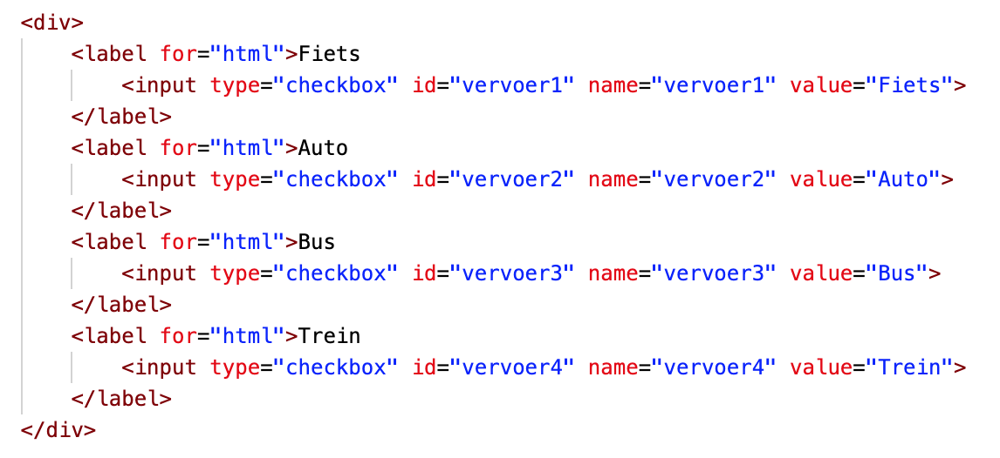 <div>
    <label for="html">Fiets
        <input type="checkbox" id="vervoer1" name="vervoer1" value="Fiets">
    </label>
    <label for="html">Auto
        <input type="checkbox" id="vervoer2" name="vervoer2" value="Auto">
    </label>
    <label for="html">Bus
        <input type="checkbox" id="vervoer3" name="vervoer3" value="Bus">
    </label>
    <label for="html">Trein
        <input type="checkbox" id="vervoer4" name="vervoer4" value="Trein">
    </label>
</div>